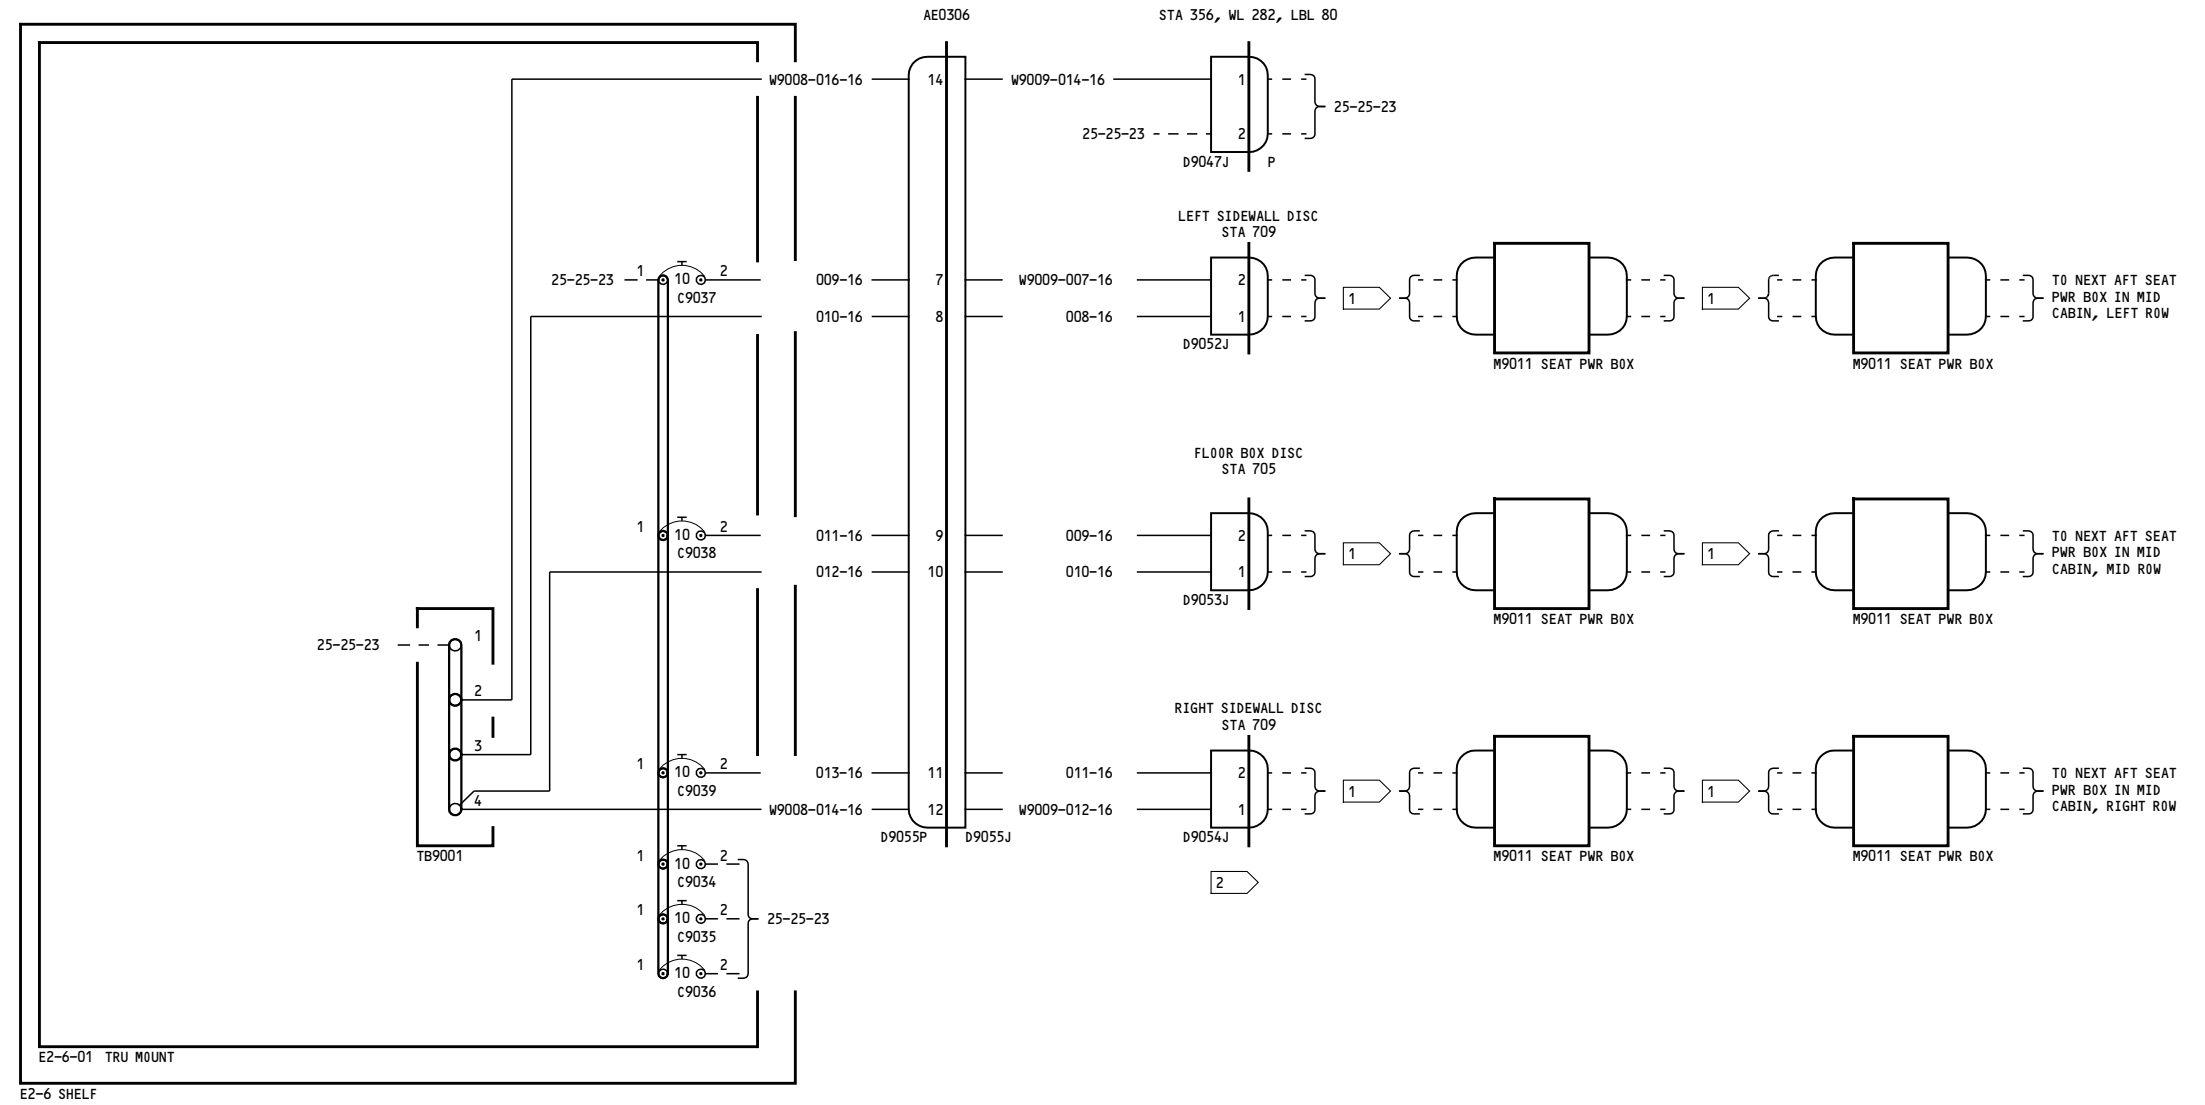 AE0306
STA 356, WL 282, LBL 80
W9008-016-16
14
W9009-014-16
1
25-25-23
25-25-23
2
D9047J
P
LEFT SIDEWALL DISC
STA 709
25-25-23
1
10
2
C9037
009-16
7
W9009-007-16
2
010-16
8
008-16
1
D9052J
1
M9011 SEAT PWR BOX
1
M9011 SEAT PWR BOX
TO NEXT AFT SEAT
PWR BOX IN MID
CABIN, LEFT ROW
FLOOR BOX DISC
STA 705
1
10
2
C9038
011-16
9
009-16
2
012-16
10
010-16
1
D9053J
1
M9011 SEAT PWR BOX
1
M9011 SEAT PWR BOX
TO NEXT AFT SEAT
PWR BOX IN MID
CABIN, MID ROW
25-25-23
1
2
3
4
TB9001
RIGHT SIDEWALL DISC
STA 709
1
10
2
C9039
013-16
11
011-16
2
W9008-014-16
12
W9009-012-16
1
D9055P
D9055J
D9054J
1
M9011 SEAT PWR BOX
1
M9011 SEAT PWR BOX
TO NEXT AFT SEAT
PWR BOX IN MID
CABIN, RIGHT ROW
2
1
10
2
C9034
1
10
2
C9035
25-25-23
1
10
2
C9036
E2-6-01 TRU MOUNT
E2-6 SHELF